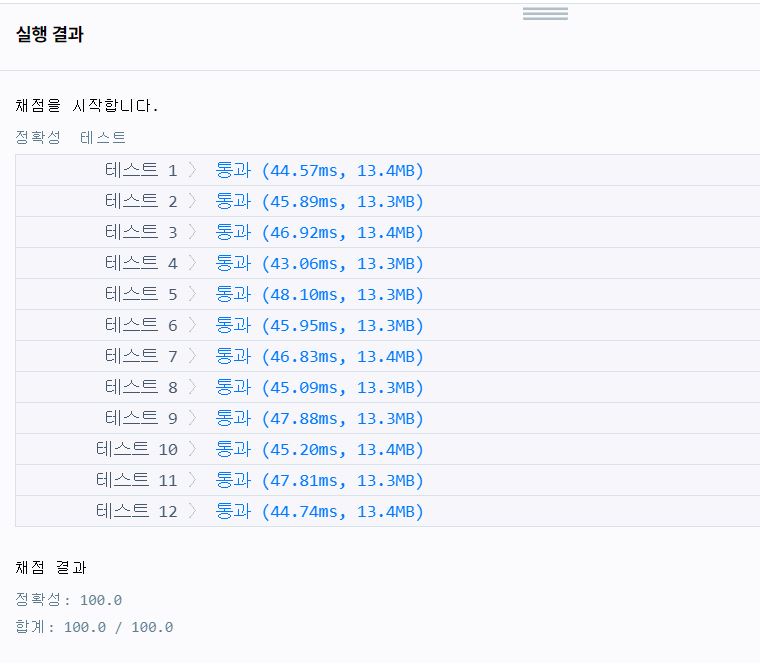 실행 결과
채점을 시작합니다.
정확성 테스트
테스트 1 〉 통과 (44.57ms, 13.4MB)
테스트 2 〉 통과 (45.89ms, 13.3MB)
테스트 3 〉 통과 (46.92ms, 13.4MB)
테스트 4 〉 통과 (43.06ms, 13.3MB)
테스트 5 〉 통과 (48.10ms, 13.3MB)
테스트 6 〉 통과 (45.95ms, 13.3MB)
테스트 7 〉 통과 (46.83ms, 13.4MB)
테스트 8 〉 통과 (45.09ms, 13.3MB)
테스트 9 〉 통과 (47.88ms, 13.3MB)
테스트 10 〉 통과 (45.20ms, 13.4MB)
테스트 11 〉 통과 (47.81ms, 13.3MB)
테스트 12 〉 통과 (44.74ms, 13.4MB)
채점 결과
정확성: 100.0
합계: 100.0 / 100.0